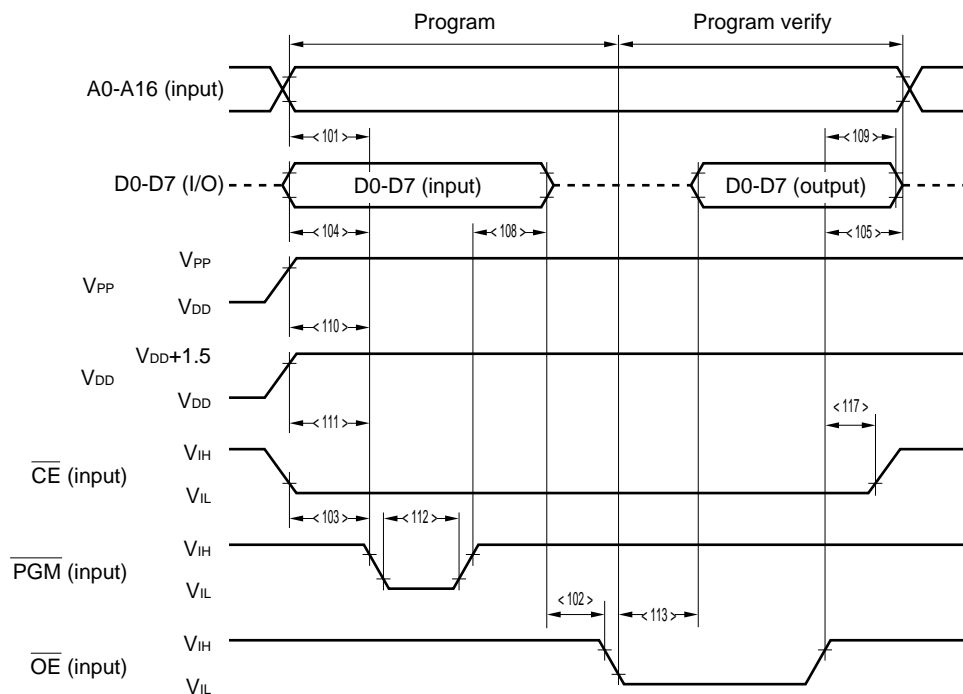 Program Program verify
A0-A16 (input)
< 101 > < 109 >
D0-D7 (I/O) D0-D7 (input) D0-D7 (output)
< 104 > < 108 > < 105 >
VPP
VPP
VDD
< 110 >
VDD+1.5
VDD
VDD
< 111 > < 117 >
VIH
CE (input)
VIL
< 103 > < 112 >
VIH
PGM (input)
VIL
< 102 > < 113 >
VIH
OE (input)
VIL